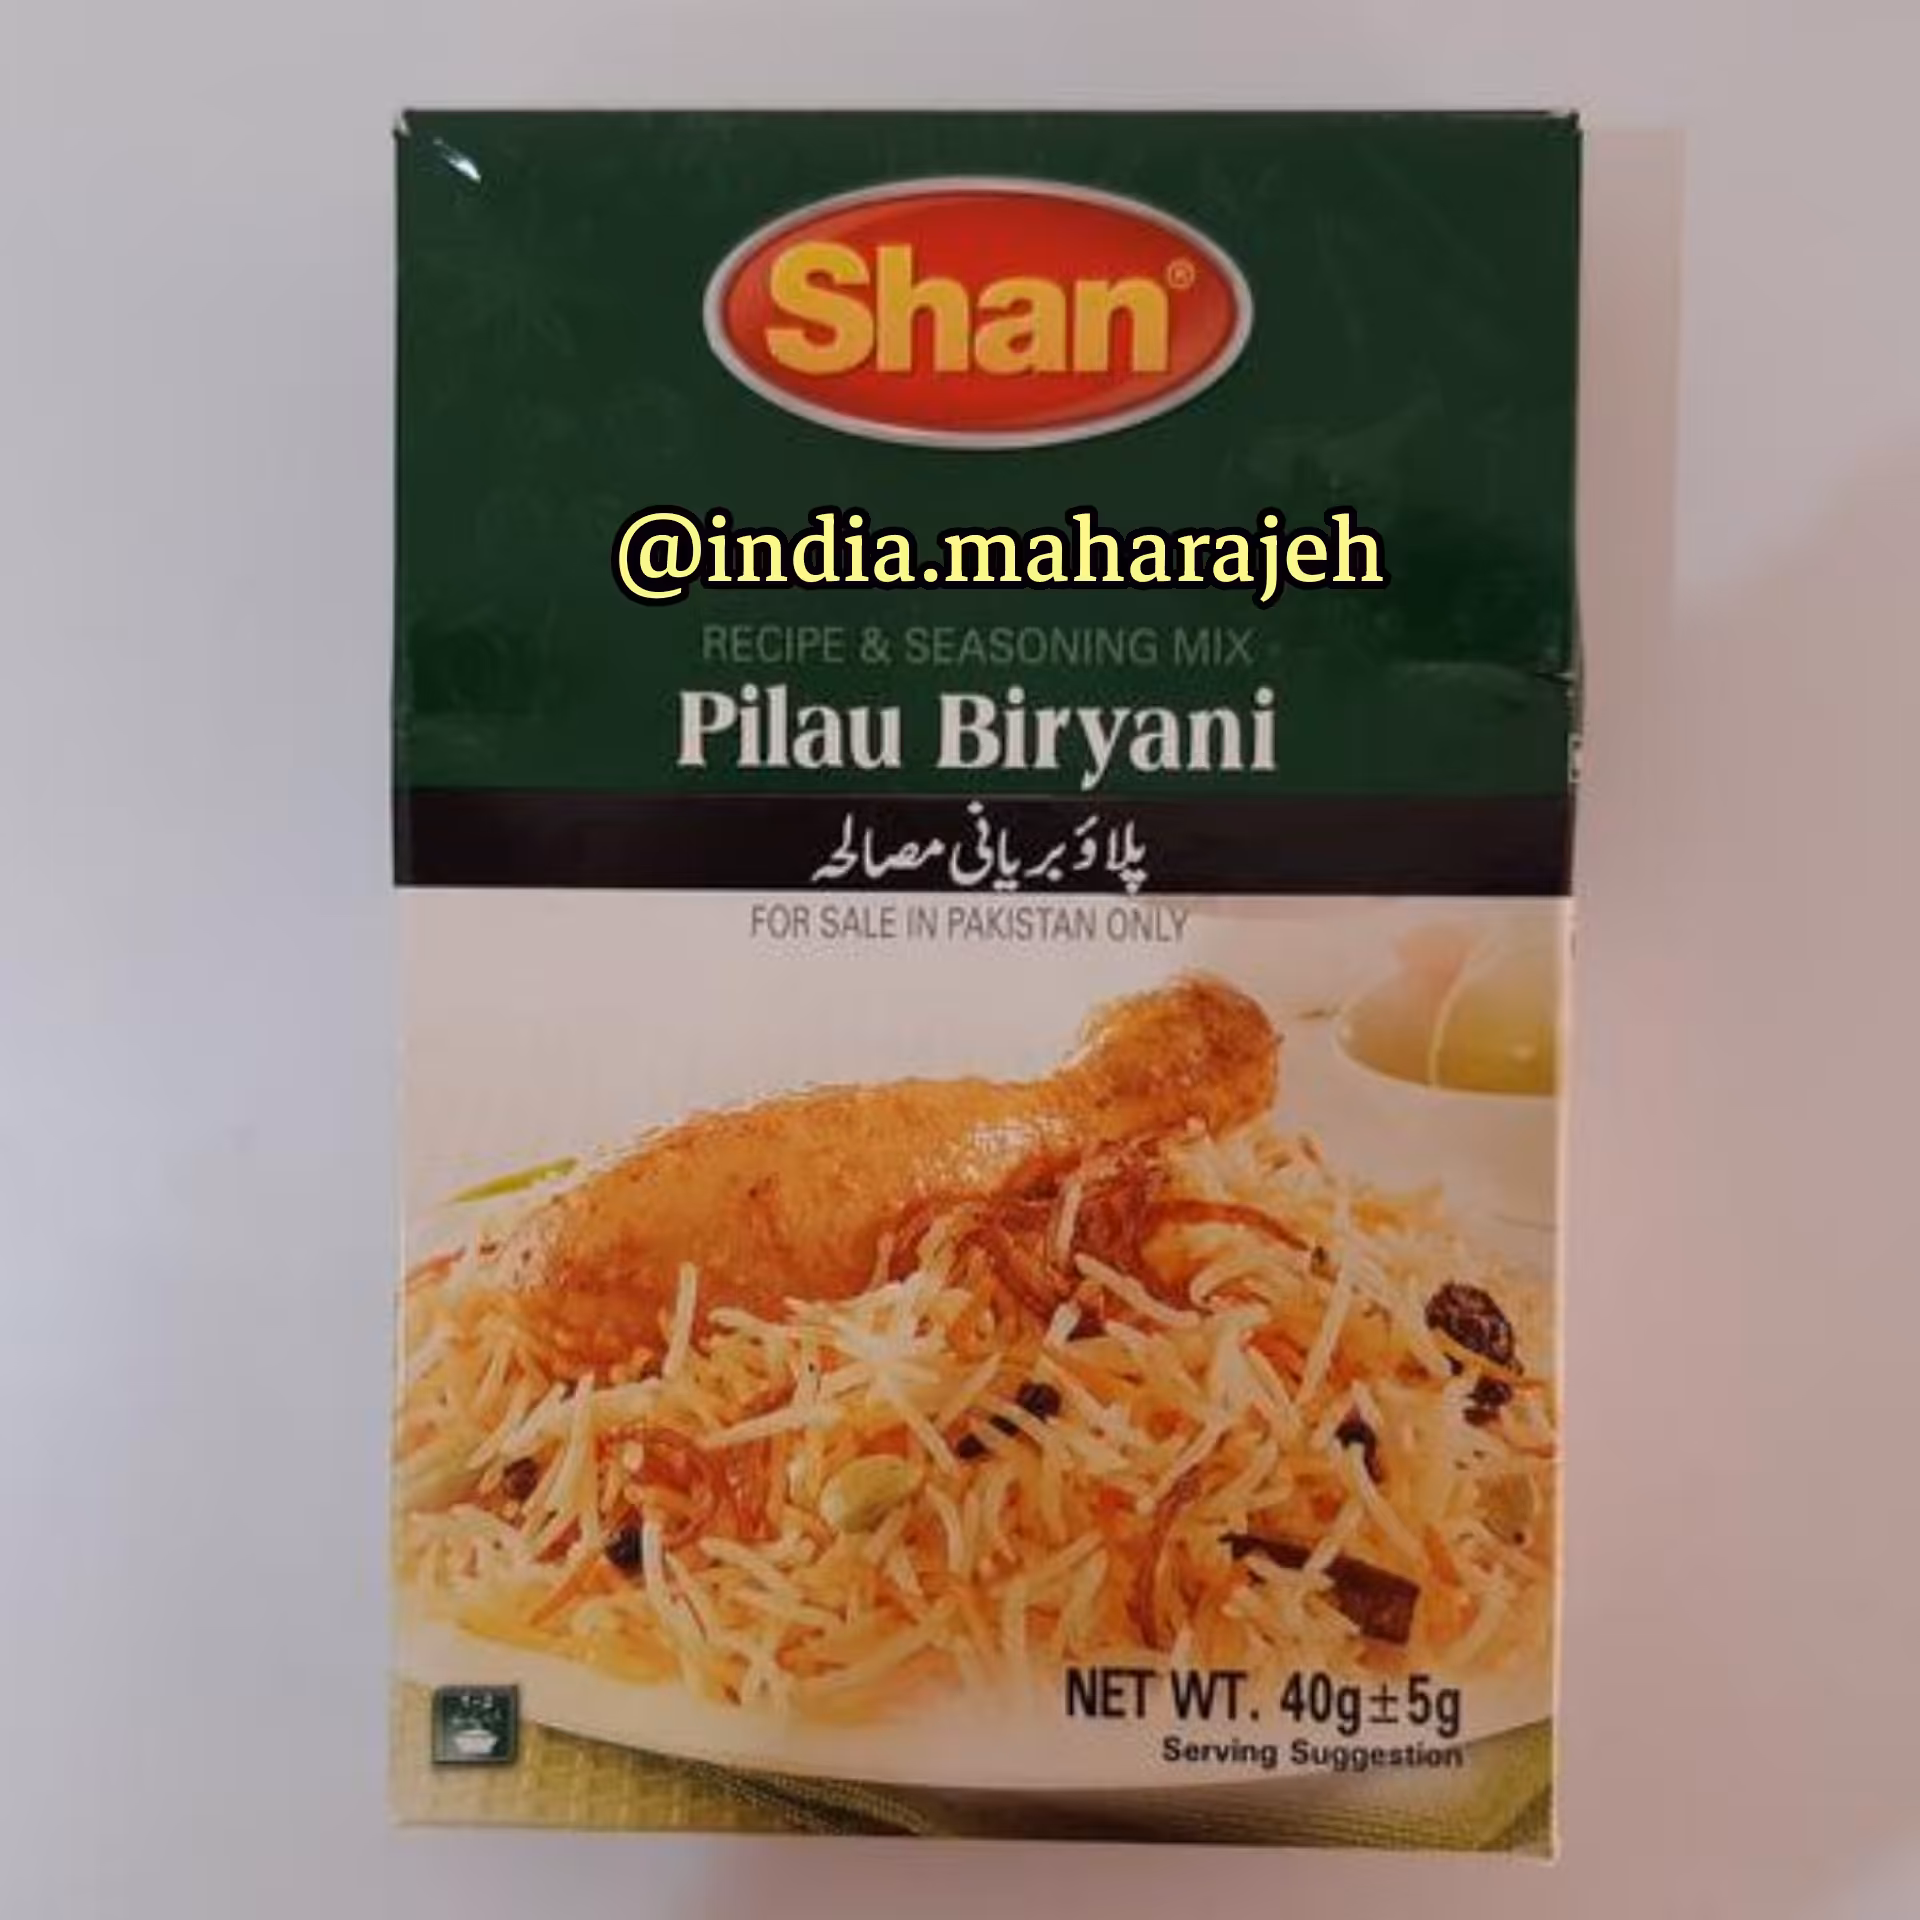 Shan®
@india.maharajeh
RECIPE & SEASONING MIX
Pilau Biryani
پلاؤ بریانی مصالحہ
FOR SALE IN PAKISTAN ONLY
NET WT. 40g±5g
Serving Suggestion